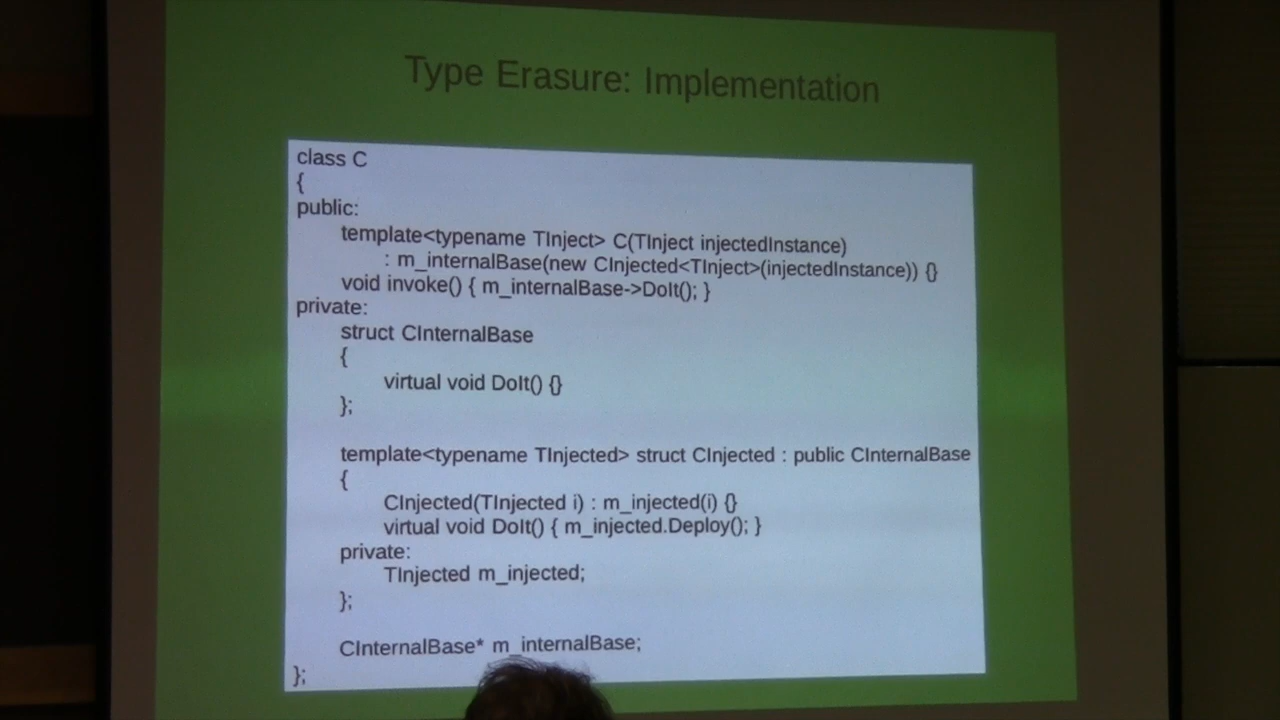 Type Erasure: Implementation
class C
{
public:
template<typename TInject> C(TInject injectedInstance)
: m_internalBase(new CInjected<TInject>(injectedInstance)) {}
void invoke() { m_internalBase->DoIt(); }
private:
struct CInternalBase
{
virtual void DoIt() {}
};
template<typename TInjected> struct CInjected : public CInternalBase
{
CInjected(TInjected i) : m_injected(i) {}
virtual void DoIt() { m_injected.Deploy(); }
private:
TInjected m_injected;
};
CInternalBase* m_internalBase;
};